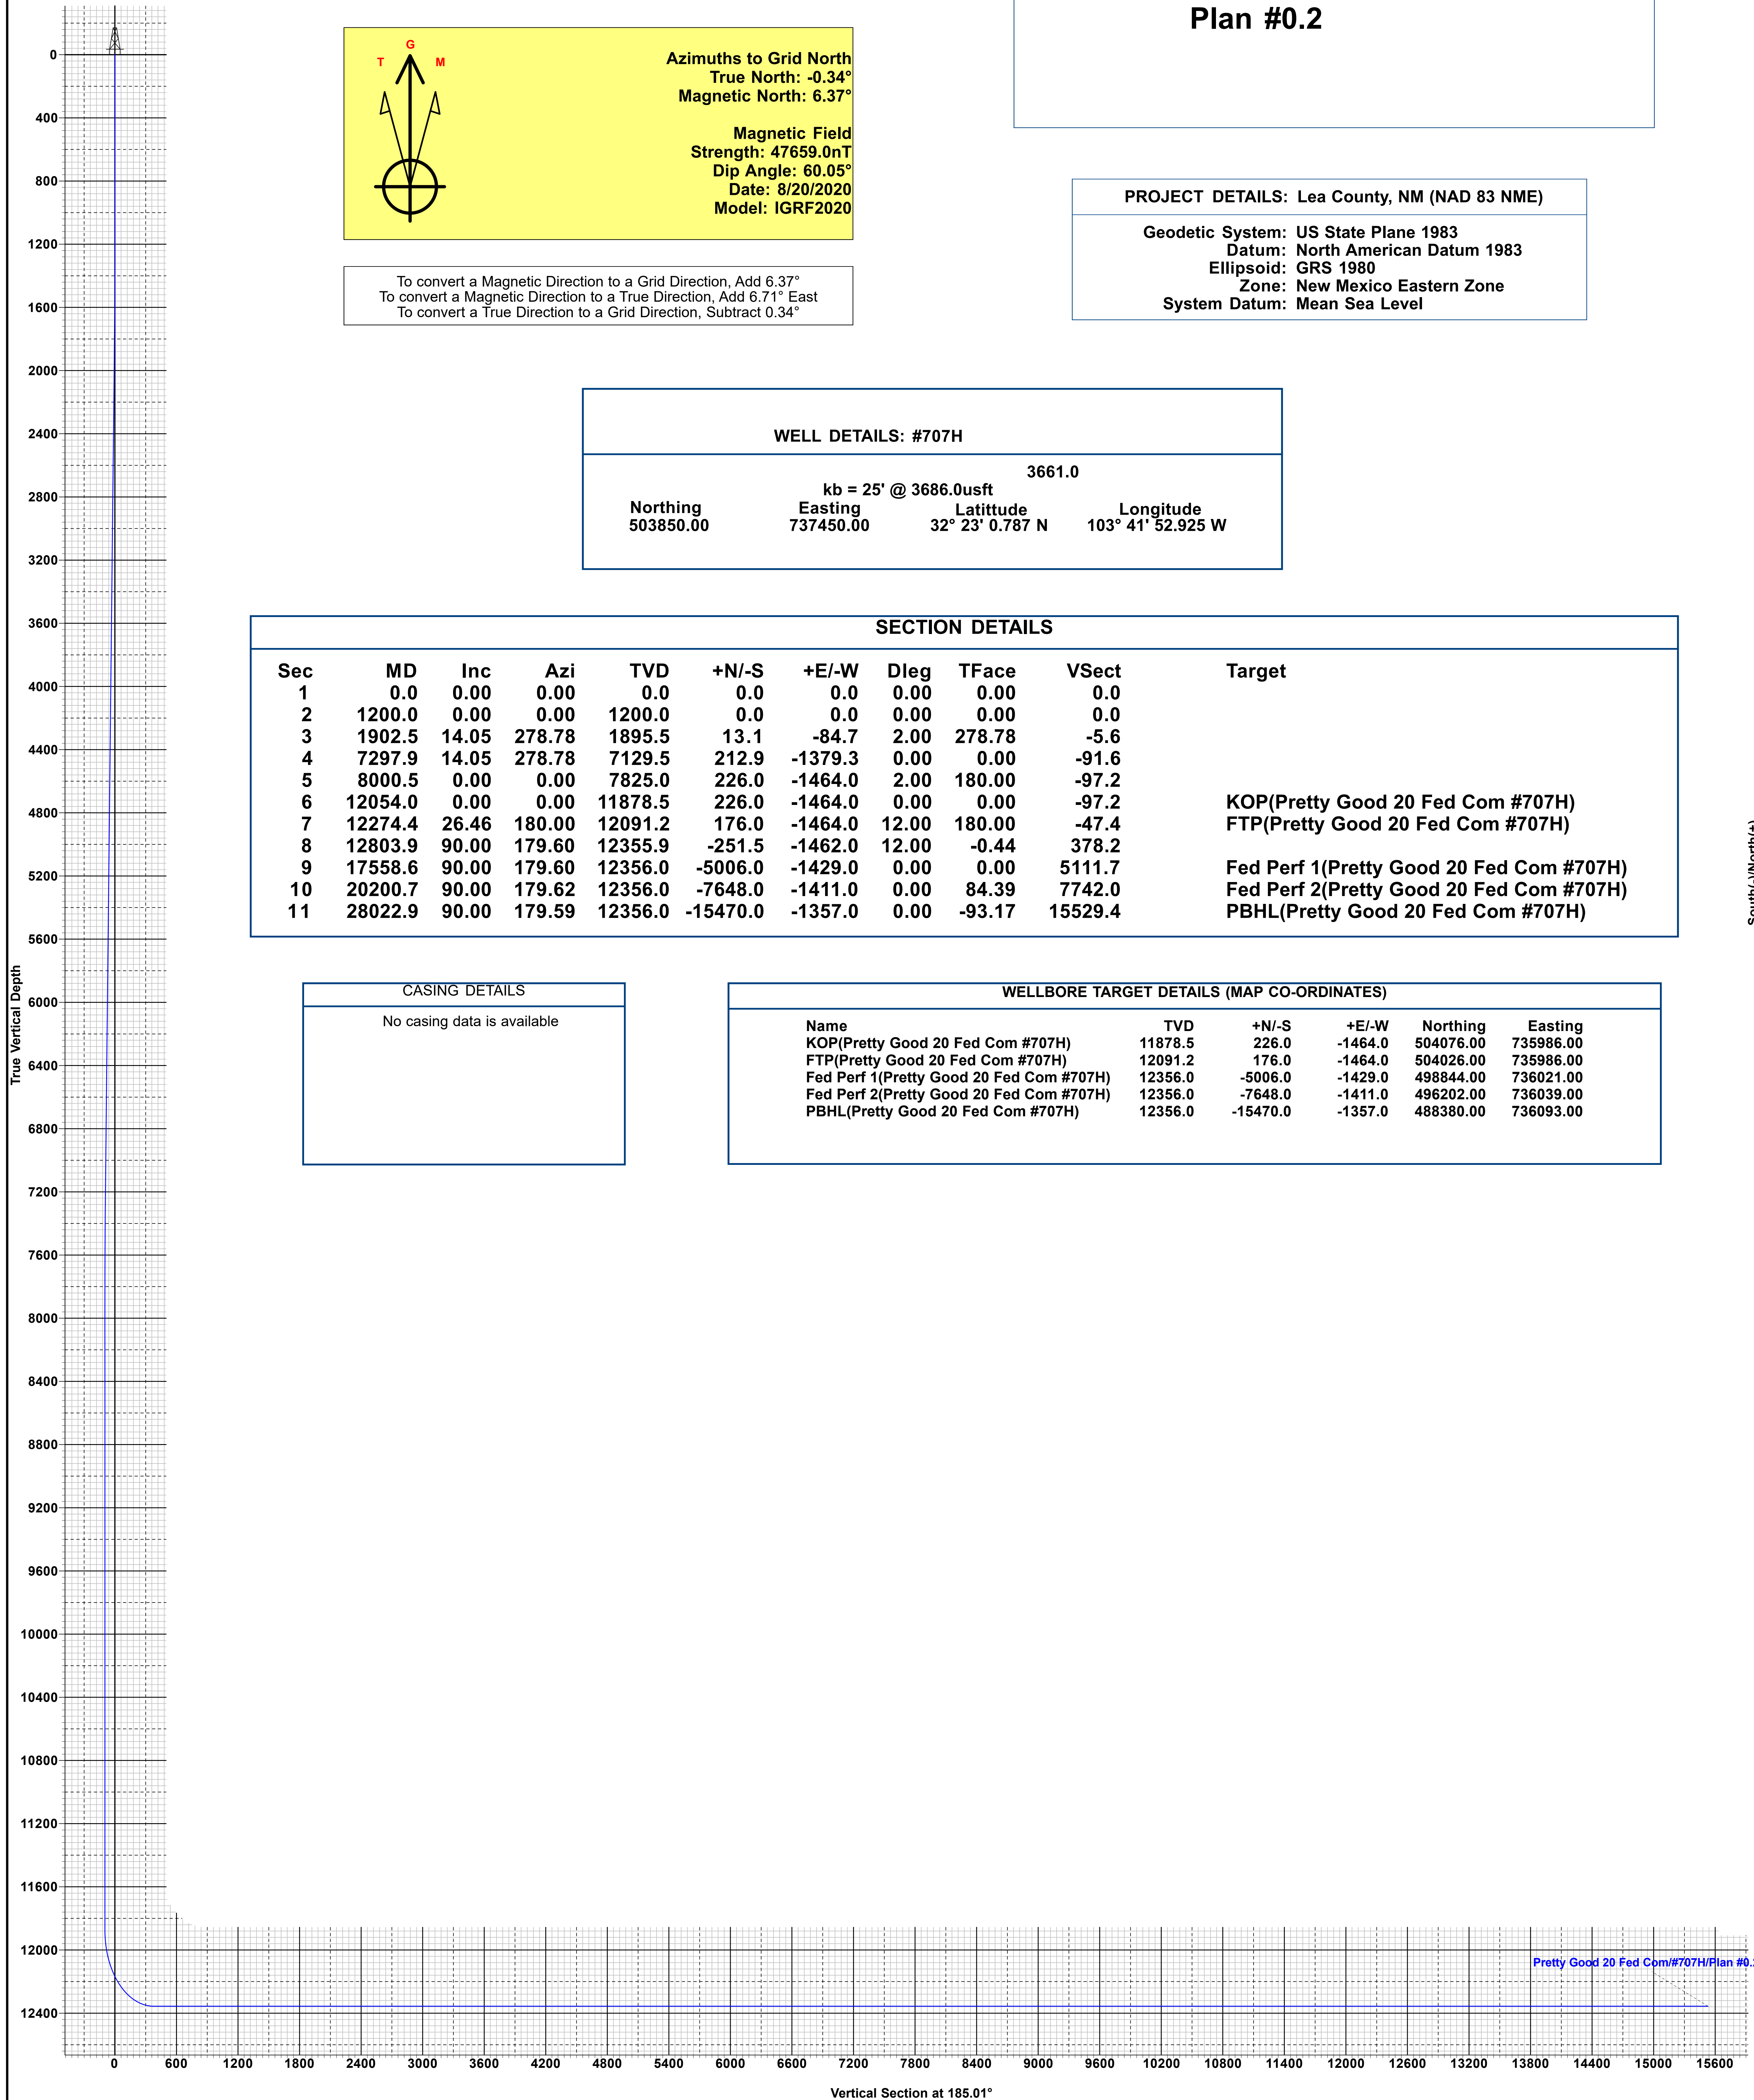 Plan #0.2
G
T M
Azimuths to Grid North
True North: -0.34°
Magnetic North: 6.37°
Magnetic Field
Strength: 47659.0nT
Dip Angle: 60.05°
Date: 8/20/2020
Model: IGRF2020
To convert a Magnetic Direction to a Grid Direction, Add 6.37°
To convert a Magnetic Direction to a True Direction, Add 6.71° East
To convert a True Direction to a Grid Direction, Subtract 0.34°
PROJECT DETAILS: Lea County, NM (NAD 83 NME)
Geodetic System: US State Plane 1983
Datum: North American Datum 1983
Ellipsoid: GRS 1980
Zone: New Mexico Eastern Zone
System Datum: Mean Sea Level
WELL DETAILS: #707H
3661.0
kb = 25' @ 3686.0usft
Northing Easting Latittude Longitude
503850.00 737450.00 32° 23' 0.787 N 103° 41' 52.925 W
SECTION DETAILS
Sec MD Inc Azi TVD +N/-S +E/-W Dleg TFace VSect Target
1 0.0 0.00 0.00 0.0 0.0 0.0 0.00 0.00 0.0
2 1200.0 0.00 0.00 1200.0 0.0 0.0 0.00 0.00 0.0
3 1902.5 14.05 278.78 1895.5 13.1 -84.7 2.00 278.78 -5.6
4 7297.9 14.05 278.78 7129.5 212.9 -1379.3 0.00 0.00 -91.6
5 8000.5 0.00 0.00 7825.0 226.0 -1464.0 2.00 180.00 -97.2
6 12054.0 0.00 0.00 11878.5 226.0 -1464.0 0.00 0.00 -97.2 KOP(Pretty Good 20 Fed Com #707H)
7 12274.4 26.46 180.00 12091.2 176.0 -1464.0 12.00 180.00 -47.4 FTP(Pretty Good 20 Fed Com #707H)
8 12803.9 90.00 179.60 12355.9 -251.5 -1462.0 12.00 -0.44 378.2
9 17558.6 90.00 179.60 12356.0 -5006.0 -1429.0 0.00 0.00 5111.7 Fed Perf 1(Pretty Good 20 Fed Com #707H)
10 20200.7 90.00 179.62 12356.0 -7648.0 -1411.0 0.00 84.39 7742.0 Fed Perf 2(Pretty Good 20 Fed Com #707H)
11 28022.9 90.00 179.59 12356.0 -15470.0 -1357.0 0.00 -93.17 15529.4 PBHL(Pretty Good 20 Fed Com #707H)
CASING DETAILS
No casing data is available
WELLBORE TARGET DETAILS (MAP CO-ORDINATES)
Name TVD +N/-S +E/-W Northing Easting
KOP(Pretty Good 20 Fed Com #707H) 11878.5 226.0 -1464.0 504076.00 735986.00
FTP(Pretty Good 20 Fed Com #707H) 12091.2 176.0 -1464.0 504026.00 735986.00
Fed Perf 1(Pretty Good 20 Fed Com #707H) 12356.0 -5006.0 -1429.0 498844.00 736021.00
Fed Perf 2(Pretty Good 20 Fed Com #707H) 12356.0 -7648.0 -1411.0 496202.00 736039.00
PBHL(Pretty Good 20 Fed Com #707H) 12356.0 -15470.0 -1357.0 488380.00 736093.00
True Vertical Depth
0
400
800
1200
1600
2000
2400
2800
3200
3600
4000
4400
4800
5200
5600
6000
6400
6800
7200
7600
8000
8400
8800
9200
9600
10000
10400
10800
11200
11600
12000
12400
Pretty Good 20 Fed Com/#707H/Plan #0.
0 600 1200 1800 2400 3000 3600 4200 4800 5400 6000 6600 7200 7800 8400 9000 9600 10200 10800 11400 12000 12600 13200 13800 14400 15000 15600
Vertical Section at 185.01°